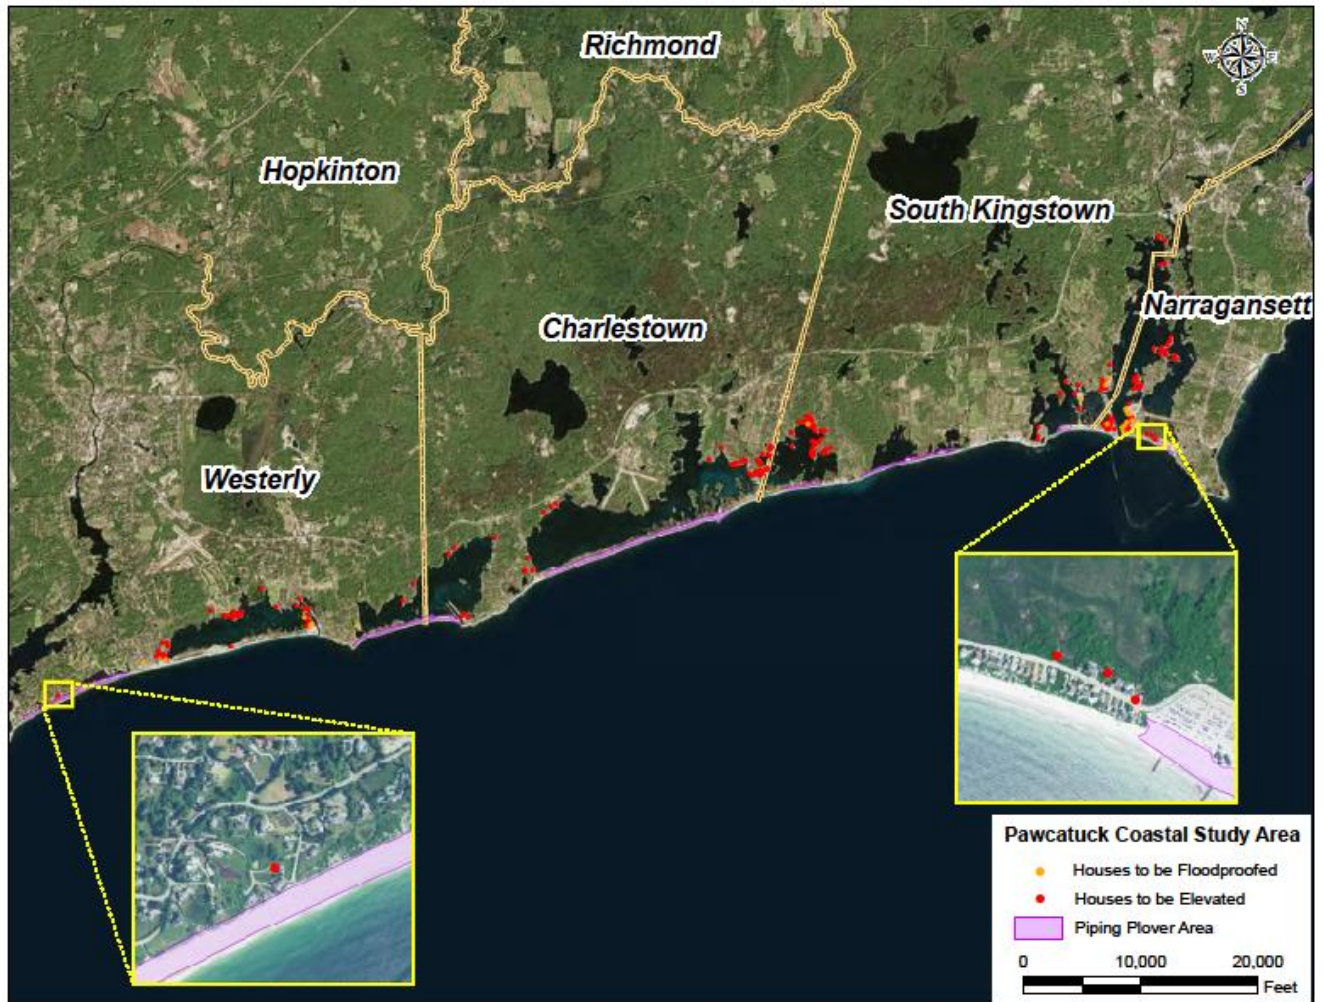 Richmond
N
W E
S
Hopkinton
South Kingstown
Narragansett
Charlestown
Westerly
Pawcatuck Coastal Study Area
Houses to be Floodproofed
Houses to be Elevated
Piping Plover Area
0 10,000 20,000
Feet